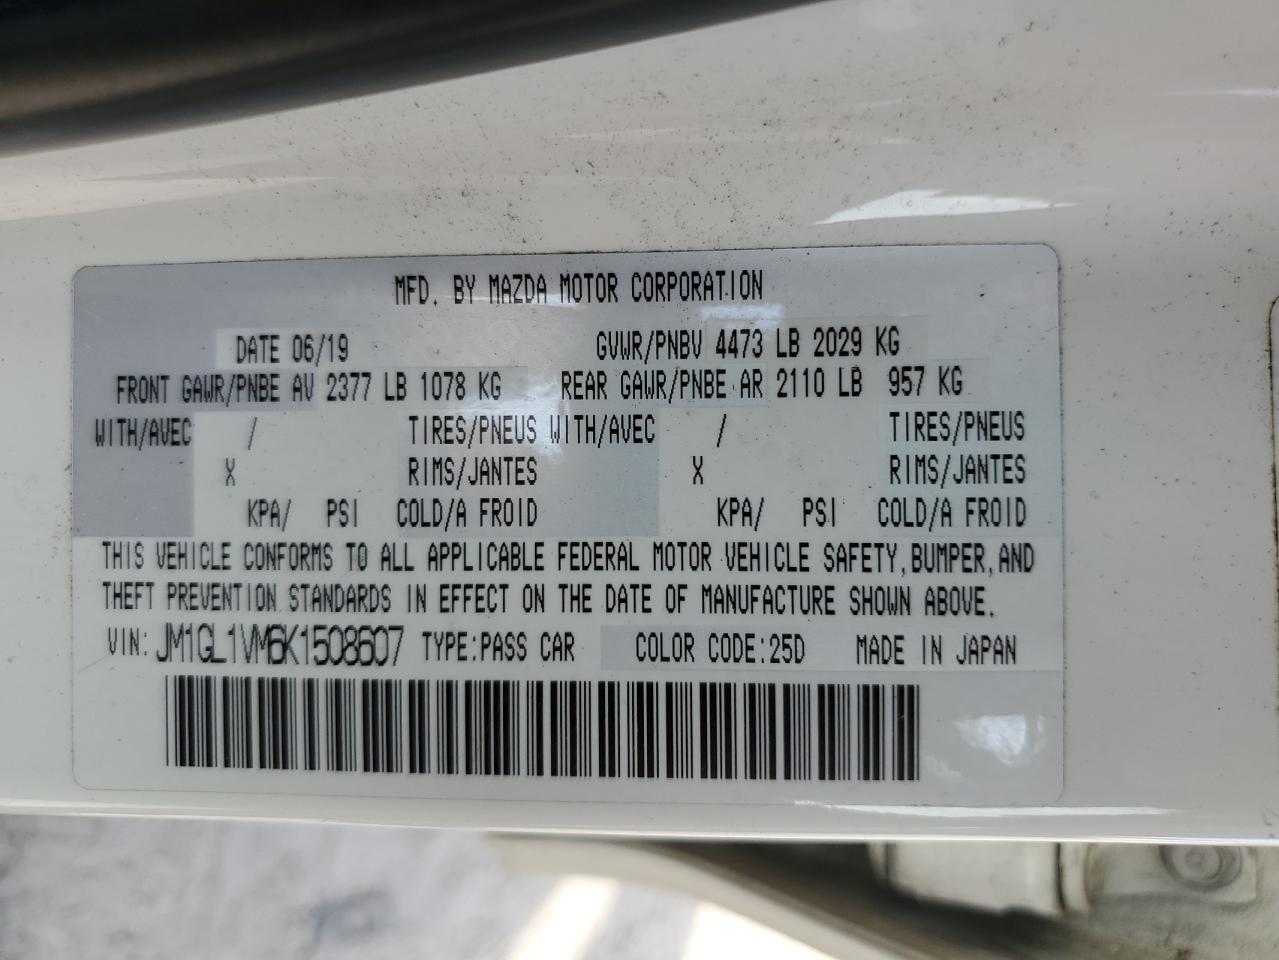 MFD. BY MAZDA MOTOR CORPORATION
DATE 06/19 GVWR/PNBV 4473 LB 2029 KG
FRONT GAWR/PNBE AV 2377 LB 1078 KG REAR GAWR/PNBE AR 2110 LB 957 KG
WITH/AVEC / TIRES/PNEUS WITH/AVEC / TIRES/PNEUS
X RIMS/JANTES X RIMS/JANTES
KPA/ PSI COLD/A FROID KPA/ PSI COLD/A FROID
THIS VEHICLE CONFORMS TO ALL APPLICABLE FEDERAL MOTOR VEHICLE SAFETY, BUMPER, AND
THEFT PREVENTION STANDARDS IN EFFECT ON THE DATE OF MANUFACTURE SHOWN ABOVE.
VIN: JM1GL1VM6K1508607 TYPE:PASS CAR COLOR CODE:25D MADE IN JAPAN